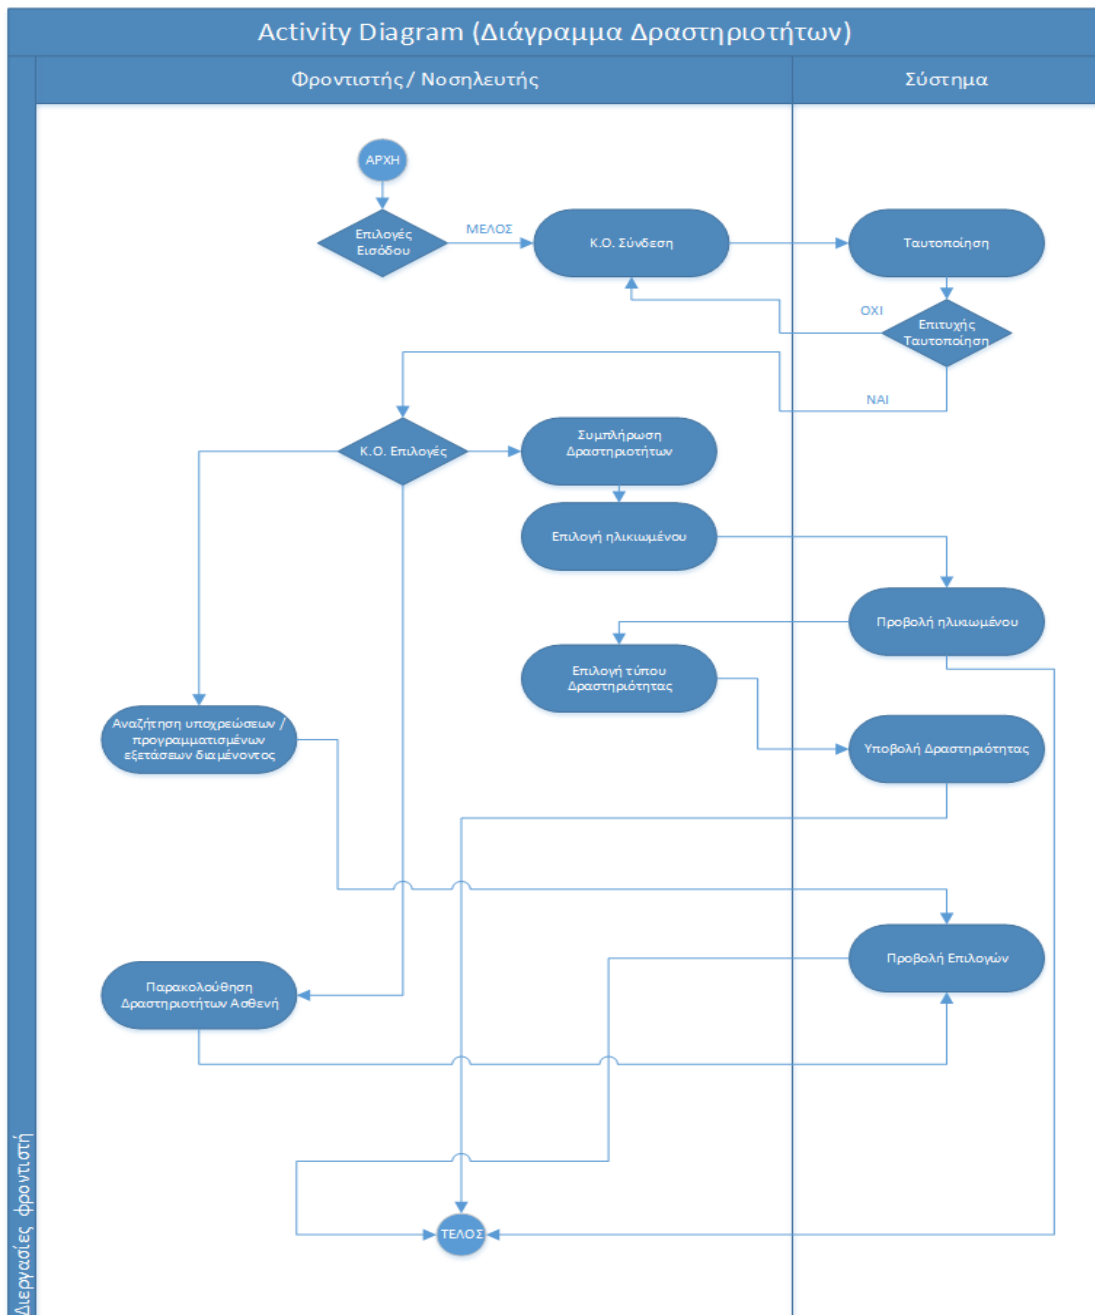 Activity Diagram (Διάγραμμα Δραστηριοτήτων)
Φροντιστής / Νοσηλευτής
Σύστημα
ΑΡΧΗ
Επιλογές
Εισόδου
ΜΕΛΟΣ
Κ.Ο. Σύνδεση
Ταυτοποίηση
ΟΧΙ
Επιτυχής
Ταυτοποίηση
ΝΑΙ
Κ.Ο. Επιλογές
Συμπλήρωση
Δραστηριοτήτων
Επιλογή ηλικιωμένου
Προβολή ηλικιωμένου
Επιλογή τύπου
Δραστηριότητας
Αναζήτηση υποχρεώσεων /
προγραμματισμένων
εξετάσεων διαμένοντος
Υποβολή Δραστηριότητας
Προβολή Επιλογών
Παρακολούθηση
Δραστηριοτήτων Ασθενή
ΤΕΛΟΣ
Διεργασίες φροντιστή